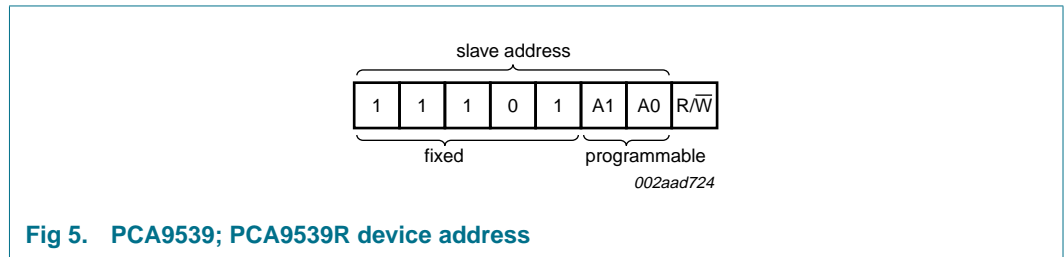 slave address
1 1 1 0 1 A1 A0 R/W̅
fixed programmable
002aad724
Fig 5. PCA9539; PCA9539R device address